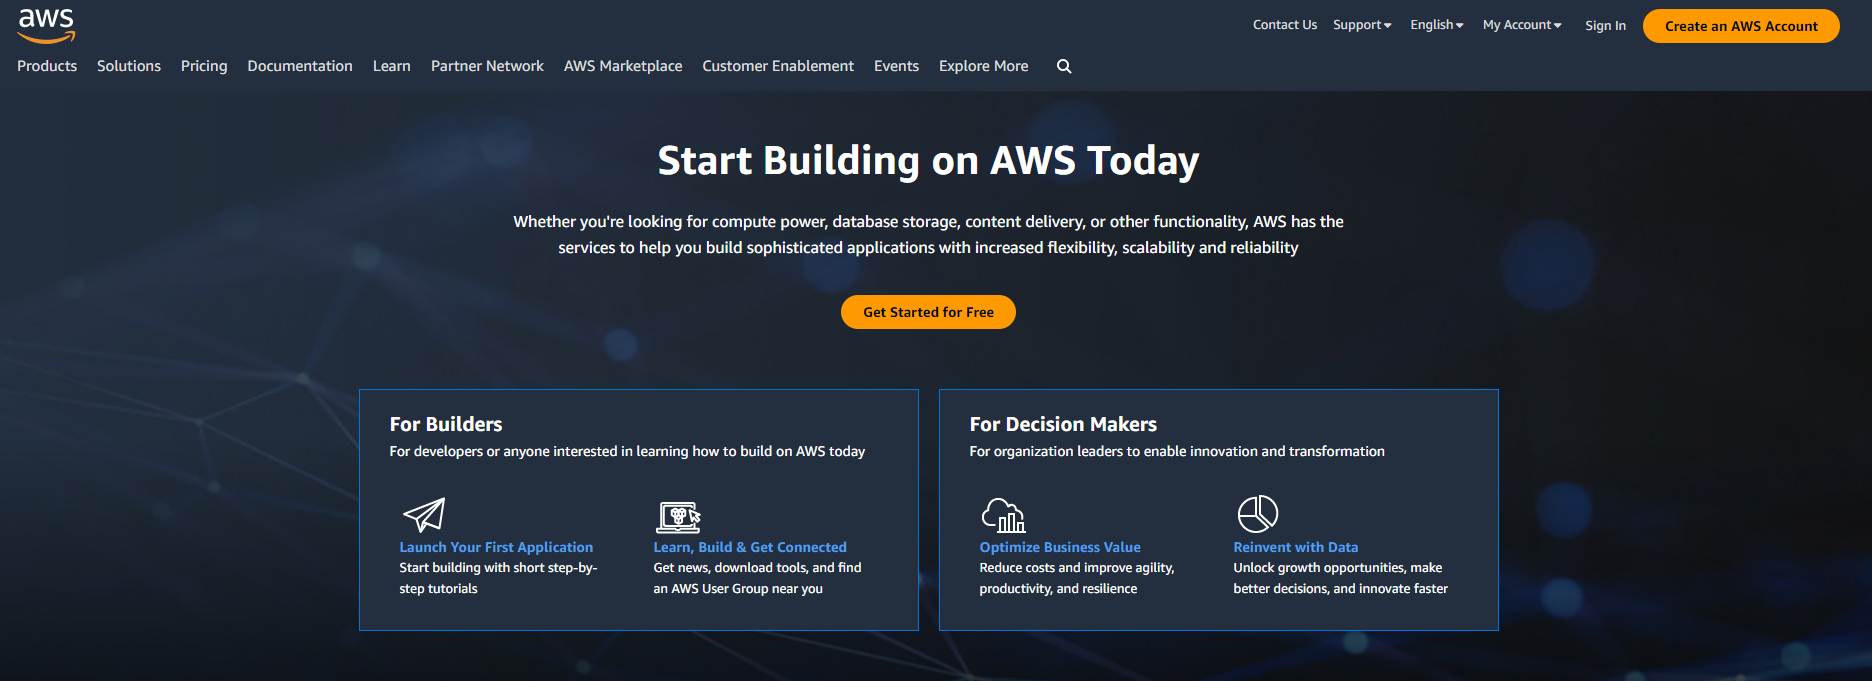 aws
Contact Us Support English My Account Sign In Create an AWS Account
Products Solutions Pricing Documentation Learn Partner Network AWS Marketplace Customer Enablement Events Explore More
Start Building on AWS Today
Whether you're looking for compute power, database storage, content delivery, or other functionality, AWS has the
services to help you build sophisticated applications with increased flexibility, scalability and reliability
Get Started for Free
For Builders
For developers or anyone interested in learning how to build on AWS today
Launch Your First Application
Start building with short step-by-
step tutorials
Learn, Build & Get Connected
Get news, download tools, and find
an AWS User Group near you
For Decision Makers
For organization leaders to enable innovation and transformation
Optimize Business Value
Reduce costs and improve agility,
productivity, and resilience
Reinvent with Data
Unlock growth opportunities, make
better decisions, and innovate faster